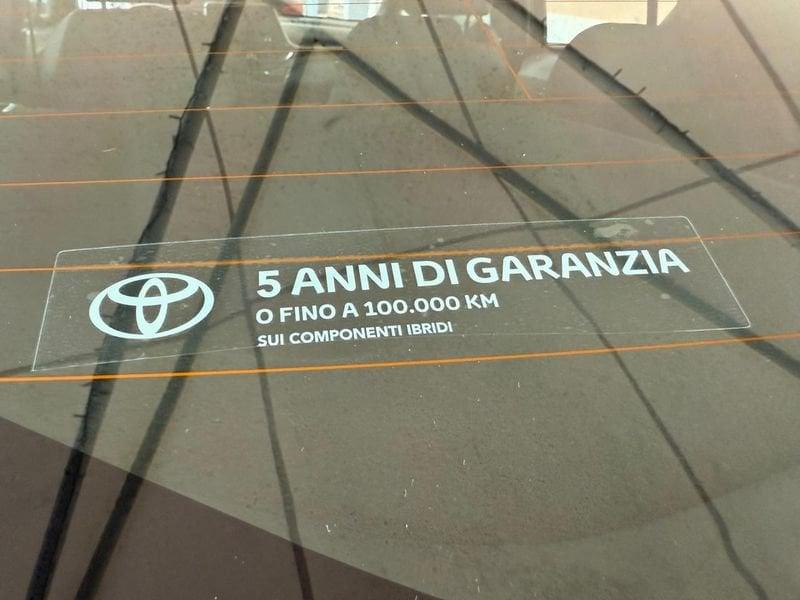 5 ANNI DI GARANZIA
O FINO A 100.000 KM
SUI COMPONENTI IBRIDI